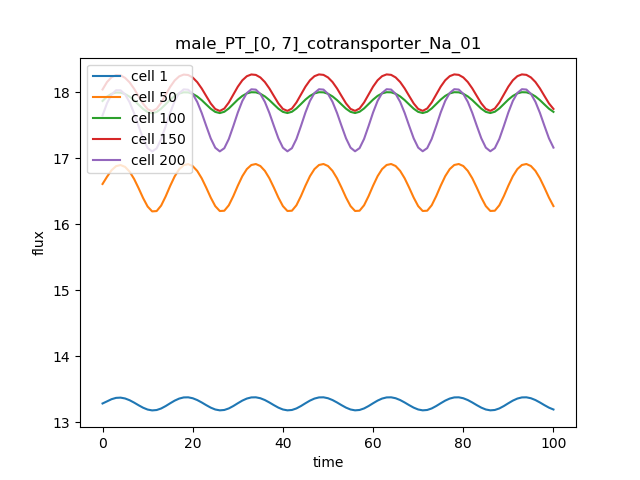 male_PT_[0, 7]_cotransporter_Na_01
cell 1
cell 50
cell 100
cell 150
cell 200
18
17
16
15
14
13
flux
0 20 40 60 80 100
time